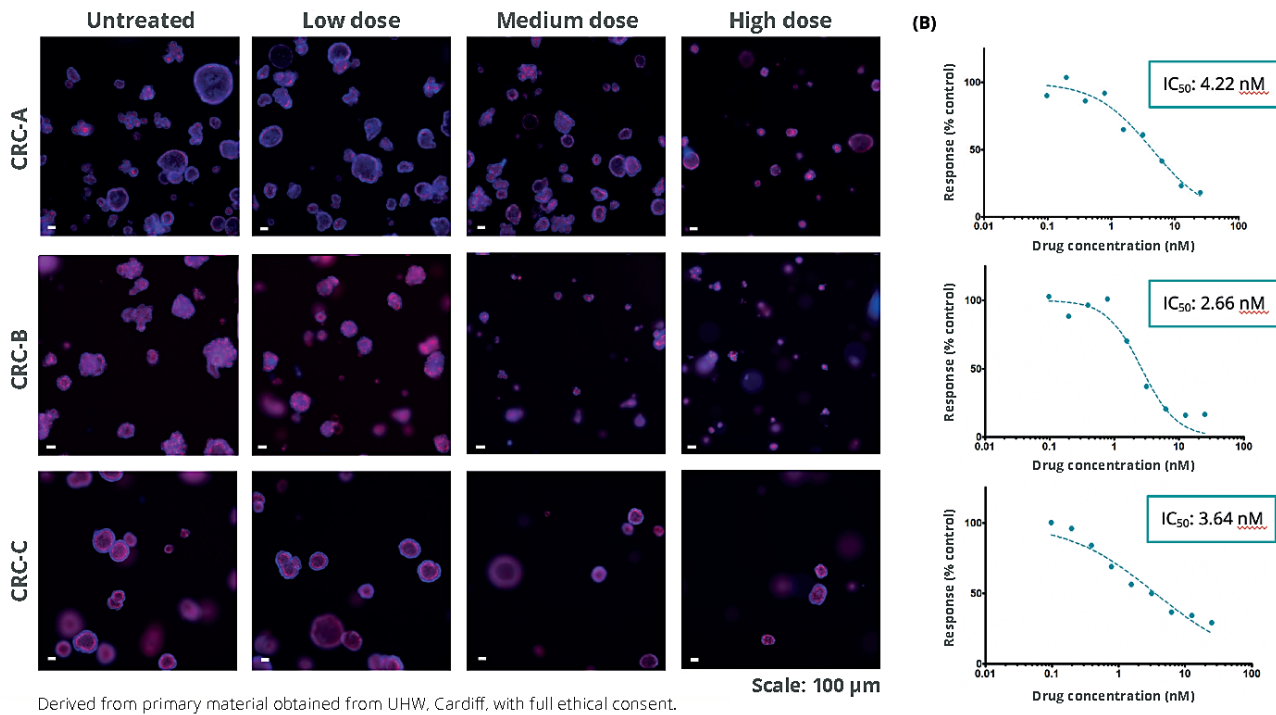 Untreated
Low dose
Medium dose
High dose
(B)
CRC-A
CRC-B
CRC-C
Scale: 100 µm
Derived from primary material obtained from UHW, Cardiff, with full ethical consent.
IC50: 4.22 nM
Response (% control)
100
50
0
0.01 0.1 1 10 100
Drug concentration (nM)
IC50: 2.66 nM
Response (% control)
100
50
0
0.01 0.1 1 10 100
Drug concentration (nM)
IC50: 3.64 nM
Response (% control)
100
50
0
0.01 0.1 1 10 100
Drug concentration (nM)